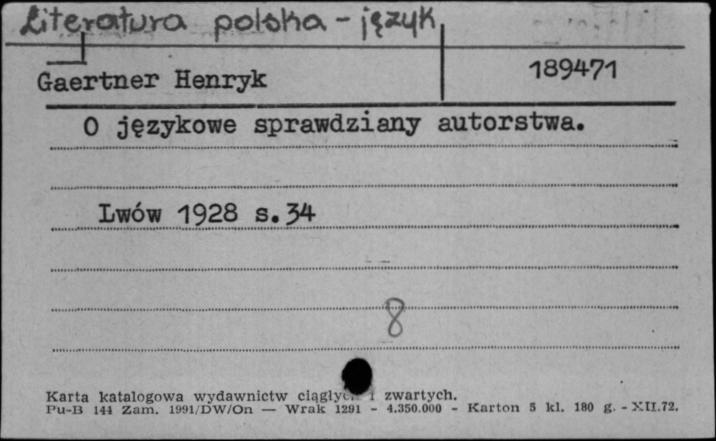 Literatura polska - język
Gaertner Henryk
189471
O językowe sprawdziany autorstwa.
Lwów 1928 s.34
8
Karta katalogowa wydawnictw ciągłych i zwartych.
Pu-B 144 Zam. 1991/DW/On — Wrak 1291 - 4.350.000 - Karton 5 kl. 180 g. - XII.72.